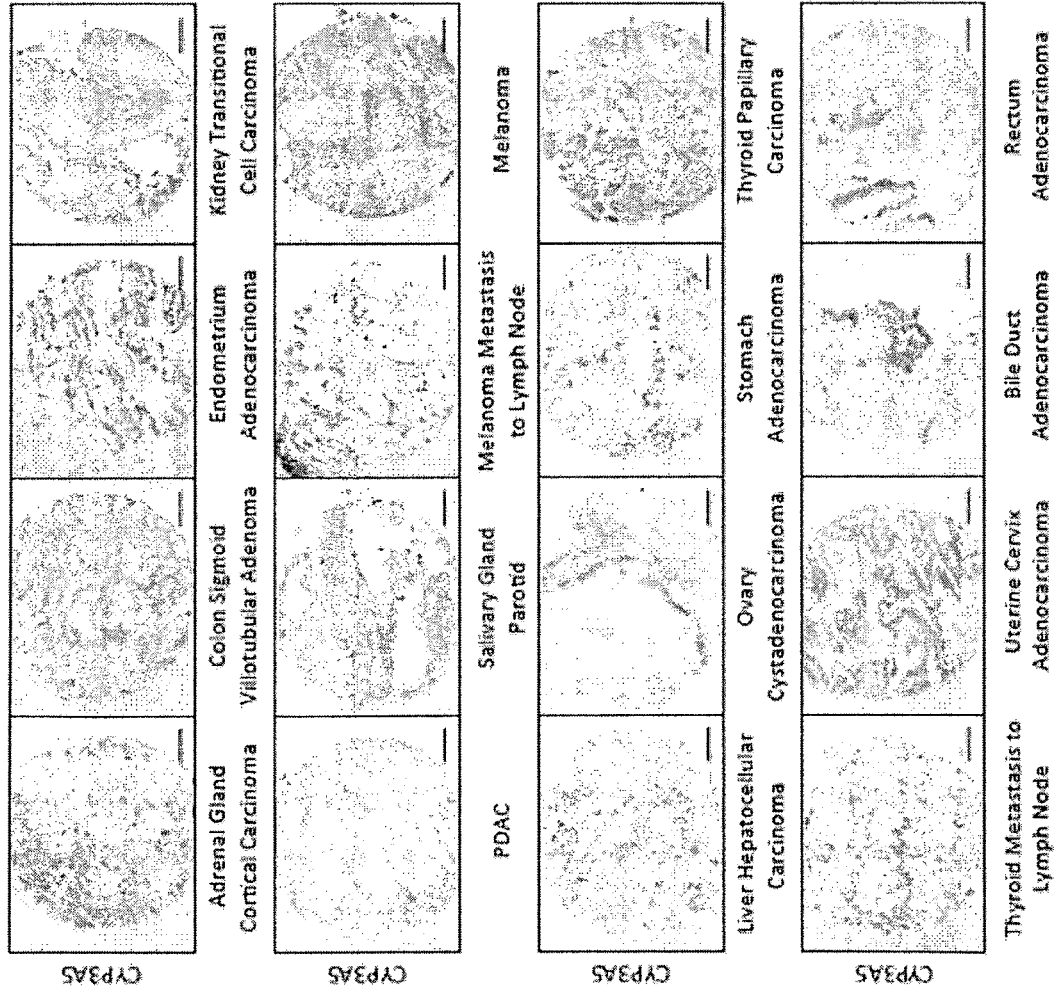 CYP3A5
Adrenal Gland
Cortical Carcinoma
Colon Sigmoid
Villotubular Adenoma
Endometrium
Adenocarcinoma
Kidney Transitional
Cell Carcinoma
CYP3A5
PDAC
Salivary Gland
Parotid
Melanoma Metastasis
to Lymph Node
Melanoma
CYP3A5
Liver Hepatocellular
Carcinoma
Ovary
Cystadenocarcinoma
Stomach
Adenocarcinoma
Thyroid Papillary
Carcinoma
CYP3A5
Thyroid Metastasis to
Lymph Node
Uterine Cervix
Adenocarcinoma
Bile Duct
Adenocarcinoma
Rectum
Adenocarcinoma